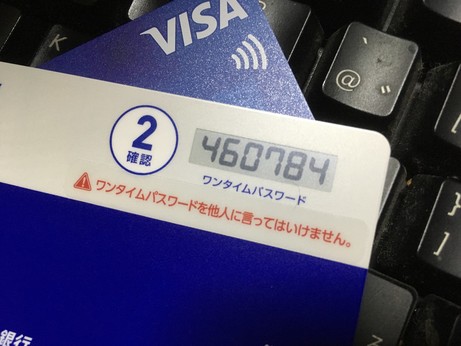 VISA
2
確認
460784
ワンタイムパスワード
ワンタイムパスワードを他人に言ってはいけません。
銀行
K
@
}
]
Z